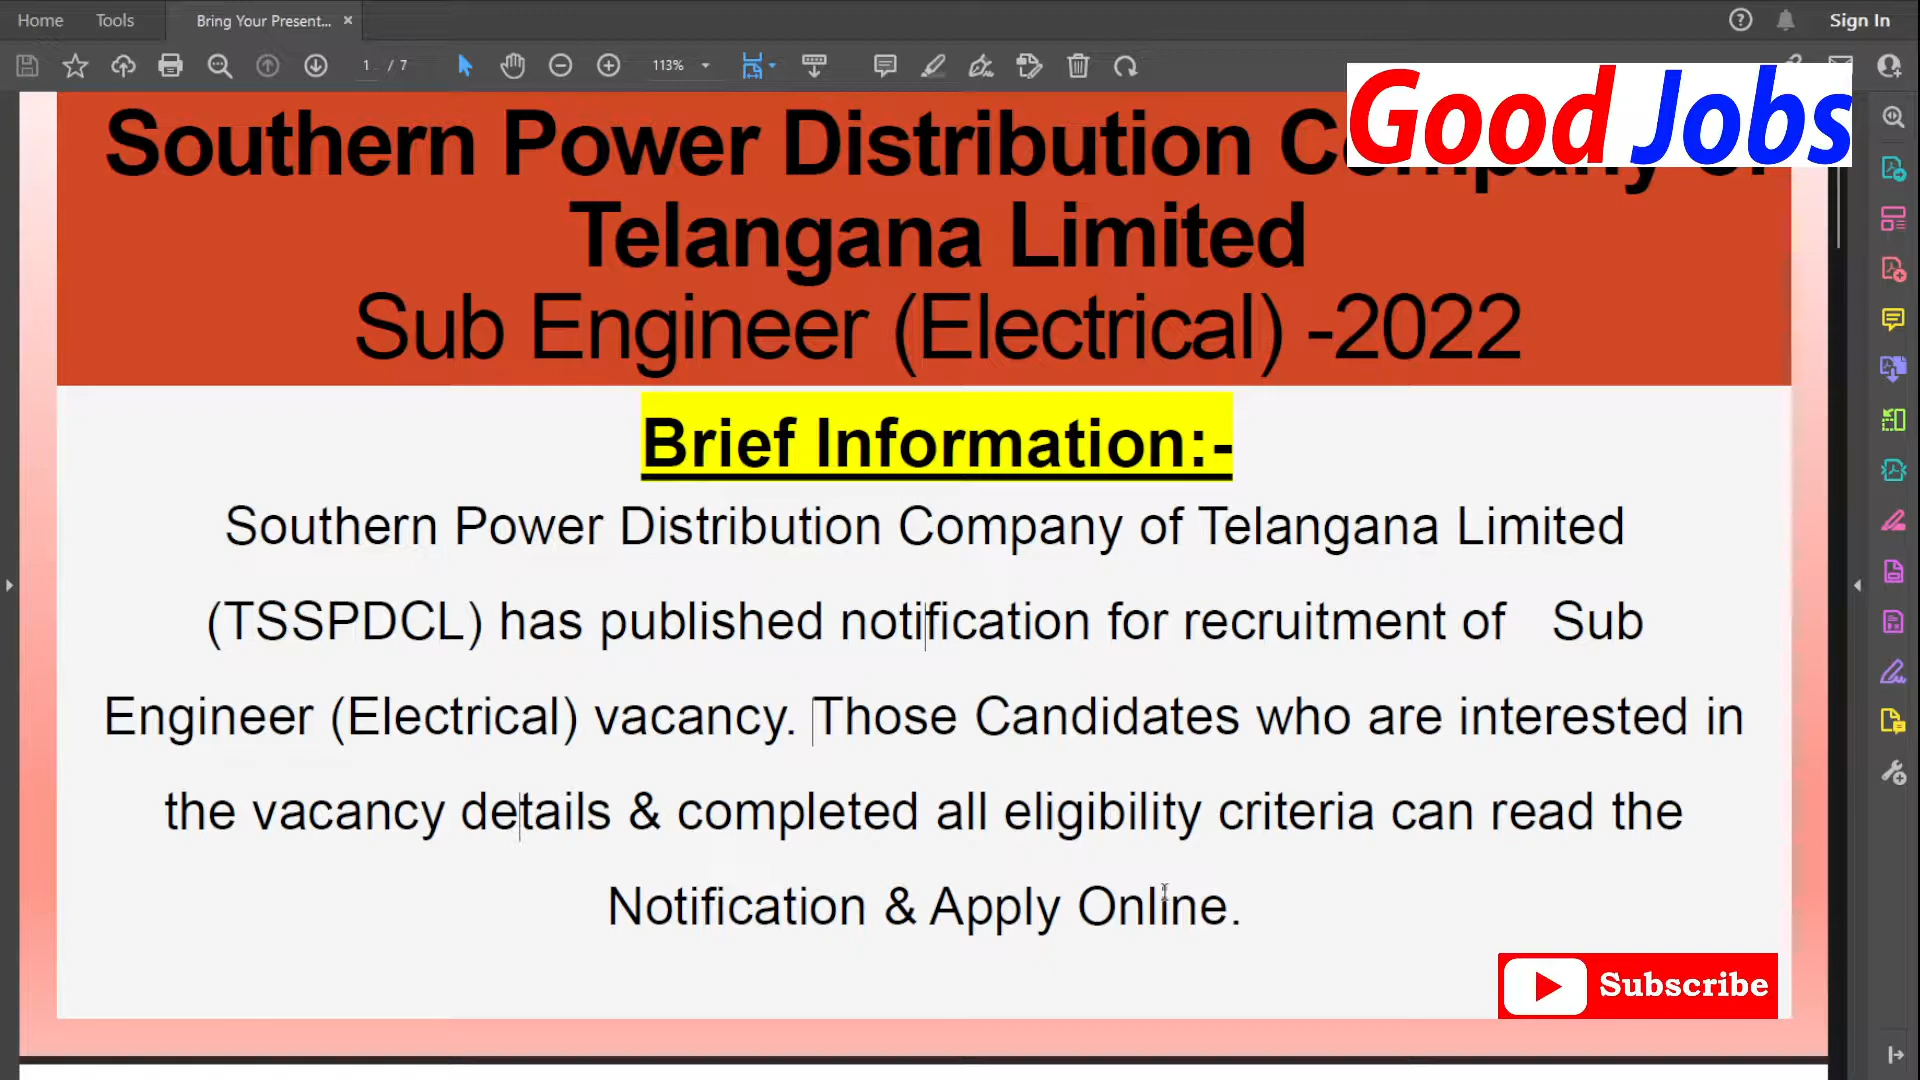 Home Tools Bring Your Present... × Sign In
1 / 7 113%
Good Jobs
Southern Power Distribution Company of
Telangana Limited
Sub Engineer (Electrical) -2022
Brief Information:-
Southern Power Distribution Company of Telangana Limited
(TSSPDCL) has published notification for recruitment of Sub
Engineer (Electrical) vacancy. Those Candidates who are interested in
the vacancy details & completed all eligibility criteria can read the
Notification & Apply Online.
Subscribe